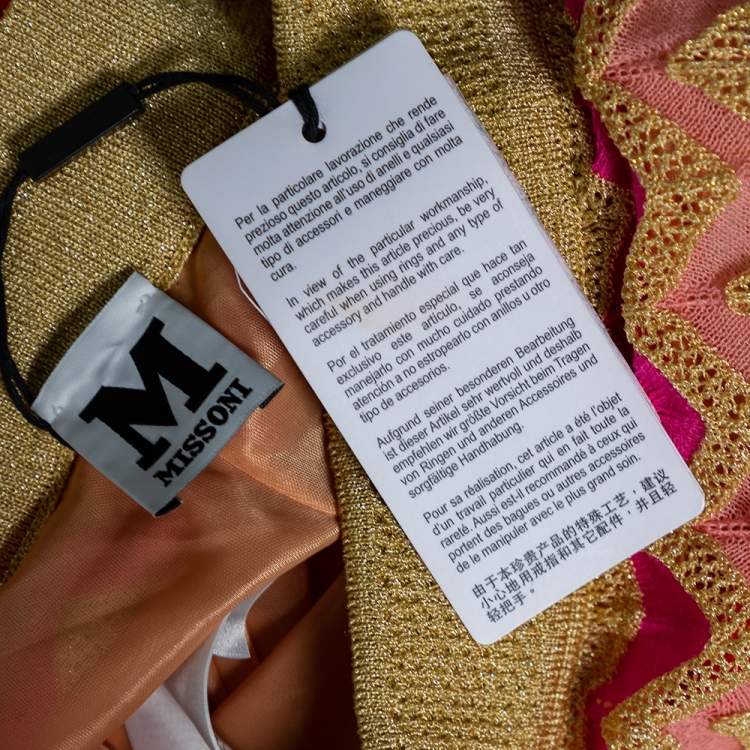 Per la particolare lavorazione che rende
prezioso questo articolo, si consiglia di fare
molta attenzione all'uso di anelli e qualsiasi
tipo di accessori e maneggiare con molta
cura.
In view of the particular workmanship,
which makes this article precious, be very
careful when using rings and any type of
accessory and handle with care.
Por el tratamiento especial que hace tan
exclusivo este artículo, se aconseja
manejarlo con mucho cuidado prestando
atención a no estropearlo con anillos u otro
tipo de accesorios.
Aufgrund seiner besonderen Bearbeitung
ist dieser Artikel sehr wertvoll und deshalb
empfehlen wir größte Vorsicht beim Tragen
von Ringen und anderen Accessoires und
sorgfältige Handhabung.
Pour sa réalisation, cet article a été l'objet
d'un travail particulier qui en fait toute la
rareté. Aussi est-il recommandé à ceux qui
portent des bagues ou autres accessoires
de le manipuler avec le plus grand soin.
由于本珍贵产品的特殊工艺，建议
小心地用戒指和其它配件，并且轻
轻把手。
M
MISSONI